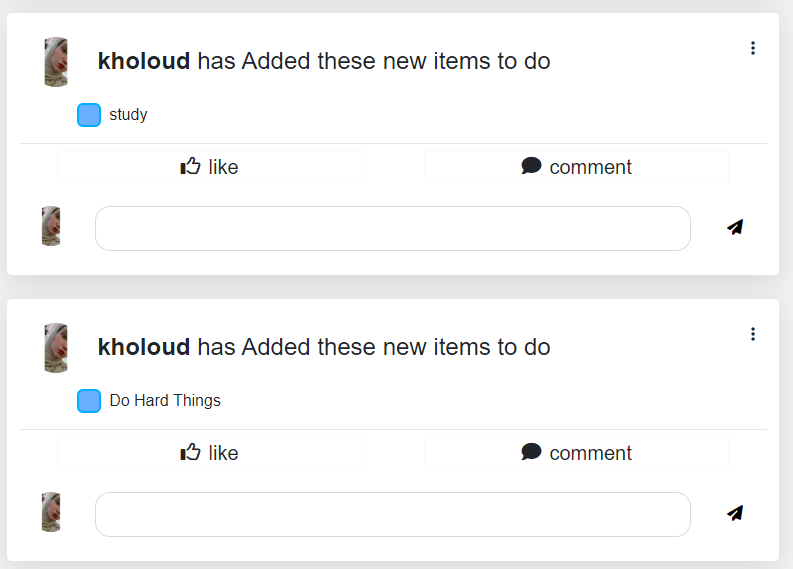 kholoud has Added these new items to do
study
like comment
kholoud has Added these new items to do
Do Hard Things
like comment